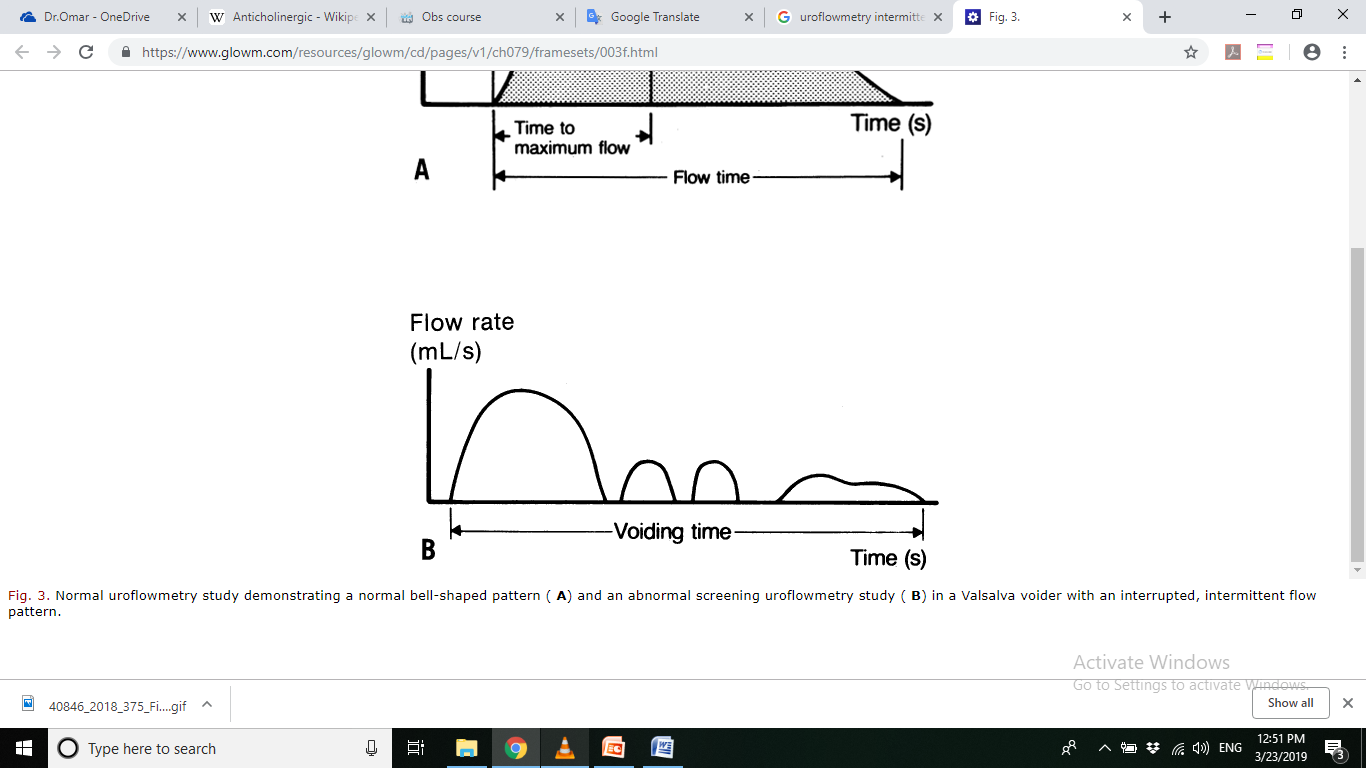 Dr.Omar - OneDrive
Anticholinergic - Wikipe
Obs course
Google Translate
uroflowmetry intermitte
Fig. 3.
https://www.glowm.com/resources/glowm/cd/pages/v1/ch079/framesets/003f.html
Time to
maximum flow
Time (s)
A
Flow time
Flow rate
(mL/s)
Voiding time
B
Time (s)
Fig. 3. Normal uroflowmetry study demonstrating a normal bell-shaped pattern ( A) and an abnormal screening uroflowmetry study ( B) in a Valsalva voider with an interrupted, intermittent flow
pattern.
Activate Windows
Go to Settings to activate Windows.
40846_2018_375_Fi....gif
Show all
Type here to search
ENG
12:51 PM
3/23/2019
3